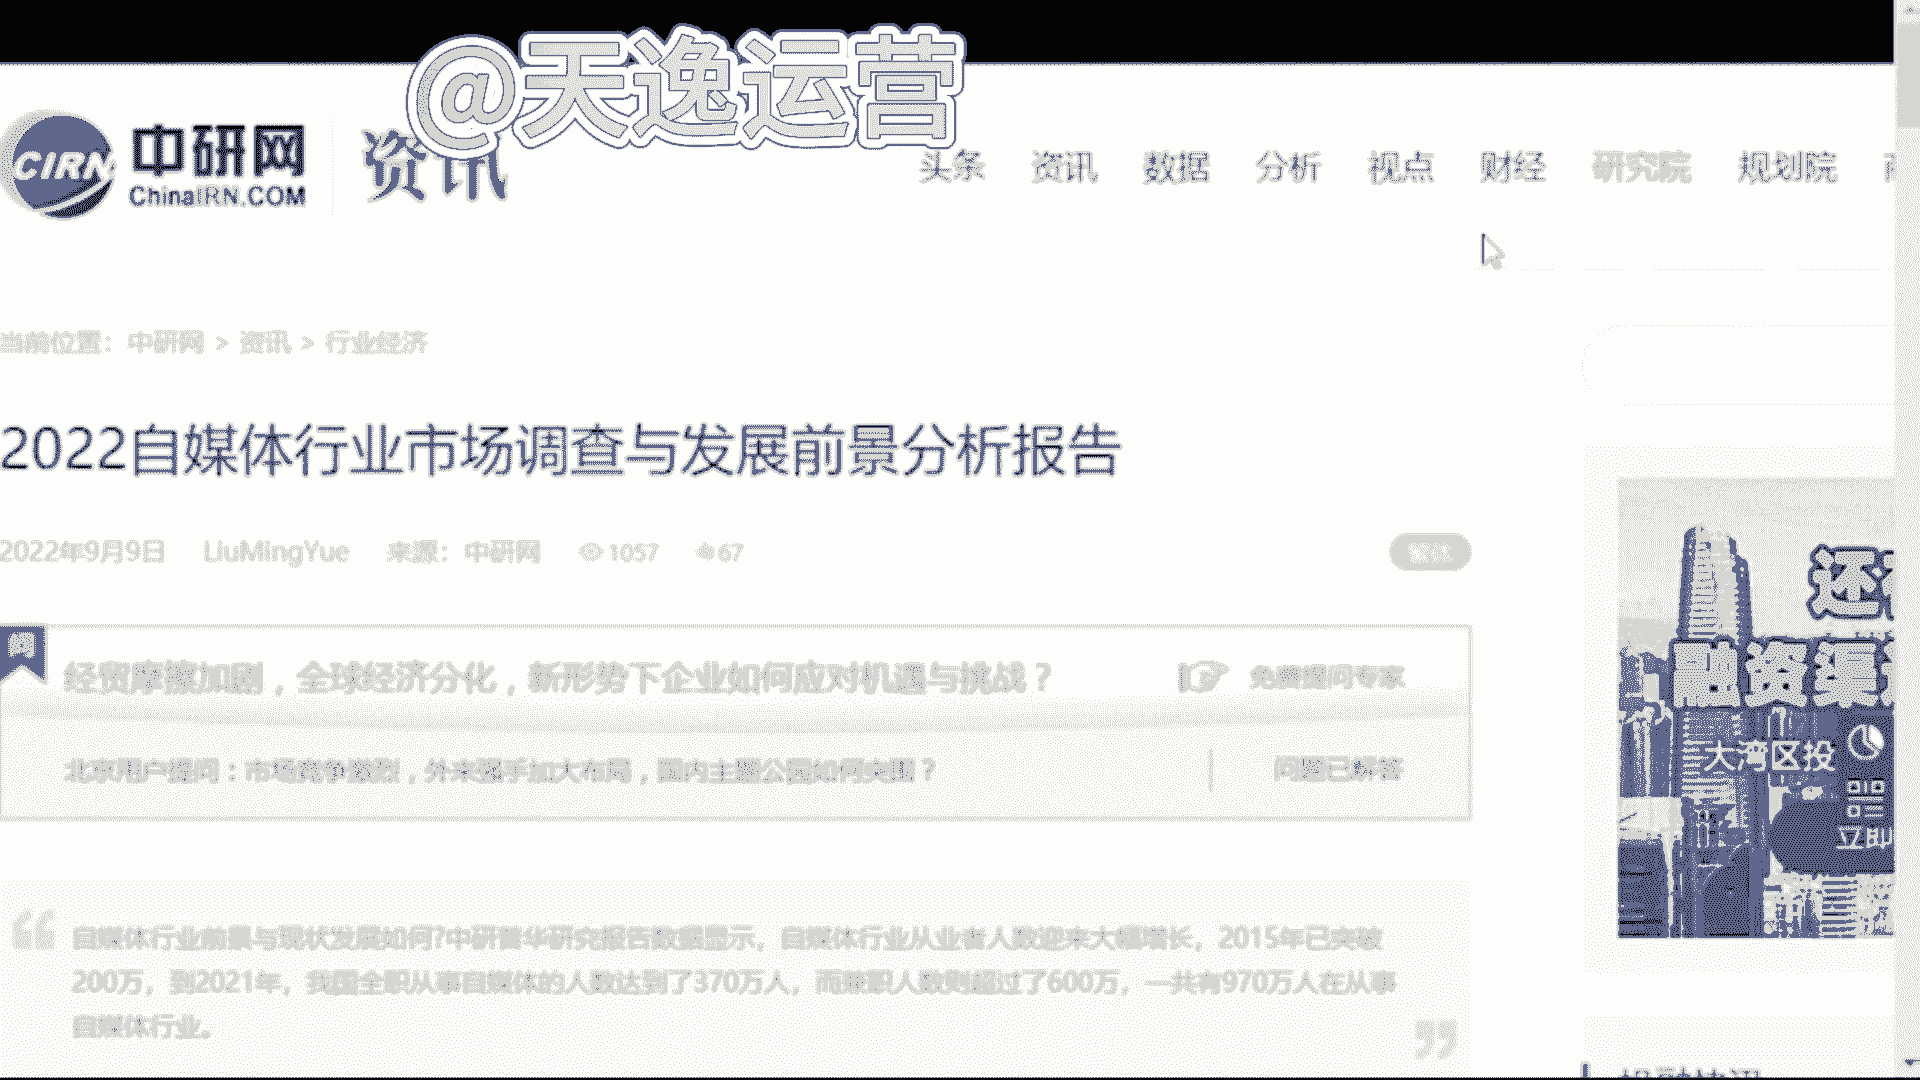 @天逸运营
CIRN 中研网 资讯
ChinaIRN.COM
头条 资讯 数据 分析 视点 财经 研究院 规划院
当前位置：中研网 > 资讯 > 行业经济
2022自媒体行业市场调查与发展前景分析报告
2022年9月9日 LiuMingYue 来源：中研网 1057 67
繁体
问
经贸摩擦加剧，全球经济分化，新形势下企业如何应对机遇与挑战？ 免费提问专家
北京用户提问：市场竞争激烈，外来强手加大布局，国内主题公园如何突围？ 问题已解答
“自媒体行业前景与现状发展如何?中研普华研究报告数据显示，自媒体行业从业者人数迎来大幅增长，2015年已突破
200万，到2021年，我国全职从事自媒体的人数达到了370万人，而兼职人数则超过了600万，一共有970万人在从事
自媒体行业。”
还
融资渠
大湾区投
立即
投融快讯